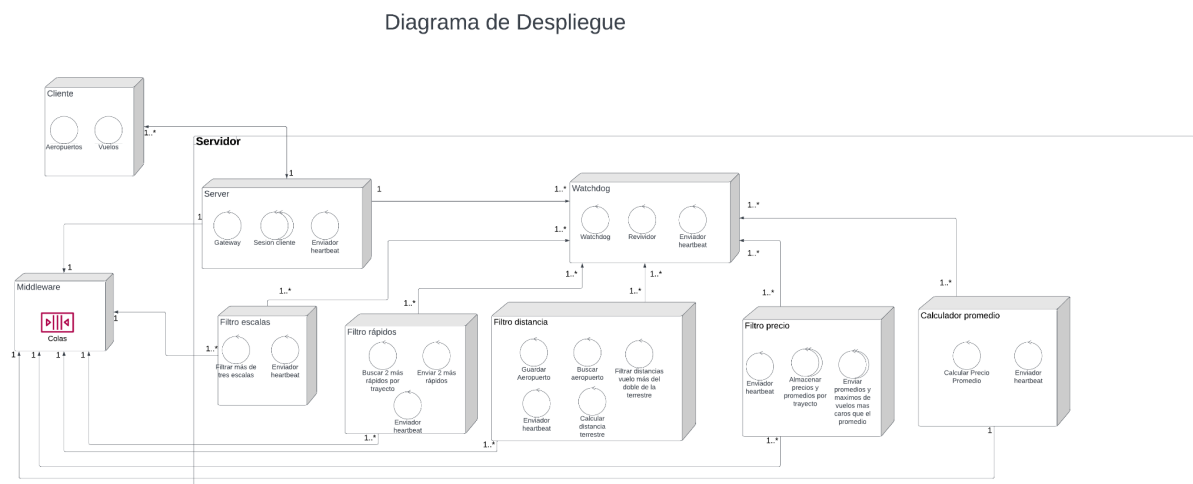 Diagrama de Despliegue
Cliente
Aeropuertos
Vuelos
1..*
Servidor
1
Server
Gateway
Sesion cliente
Enviador
heartbeat
1
1
1..*
Watchdog
Watchdog
Revividor
Enviador
heartbeat
1..*
1..*
1..*
1..*
1..*
1
Middleware
Colas
1
1
1
1
1
1..*
Filtro escalas
Filtrar más de
tres escalas
Enviador
heartbeat
1..*
1..*
Filtro rápidos
Buscar 2 más
rápidos por
trayecto
Enviar 2 más
rápidos
Enviador
heartbeat
1..*
1..*
Filtro distancia
Guardar
Aeropuerto
Buscar
aeropuerto
Filtrar distancias
vuelo más del
doble de la
terrestre
Enviador
heartbeat
Calcular
distancia
terrestre
1..*
1..*
Filtro precio
Enviador
heartbeat
Almacenar
precios y
promedios por
trayecto
Enviar
promedios y
maximos de
vuelos mas
caros que el
promedio
1..*
1..*
Calculador promedio
Calcular Precio
Promedio
Enviador
heartbeat
1